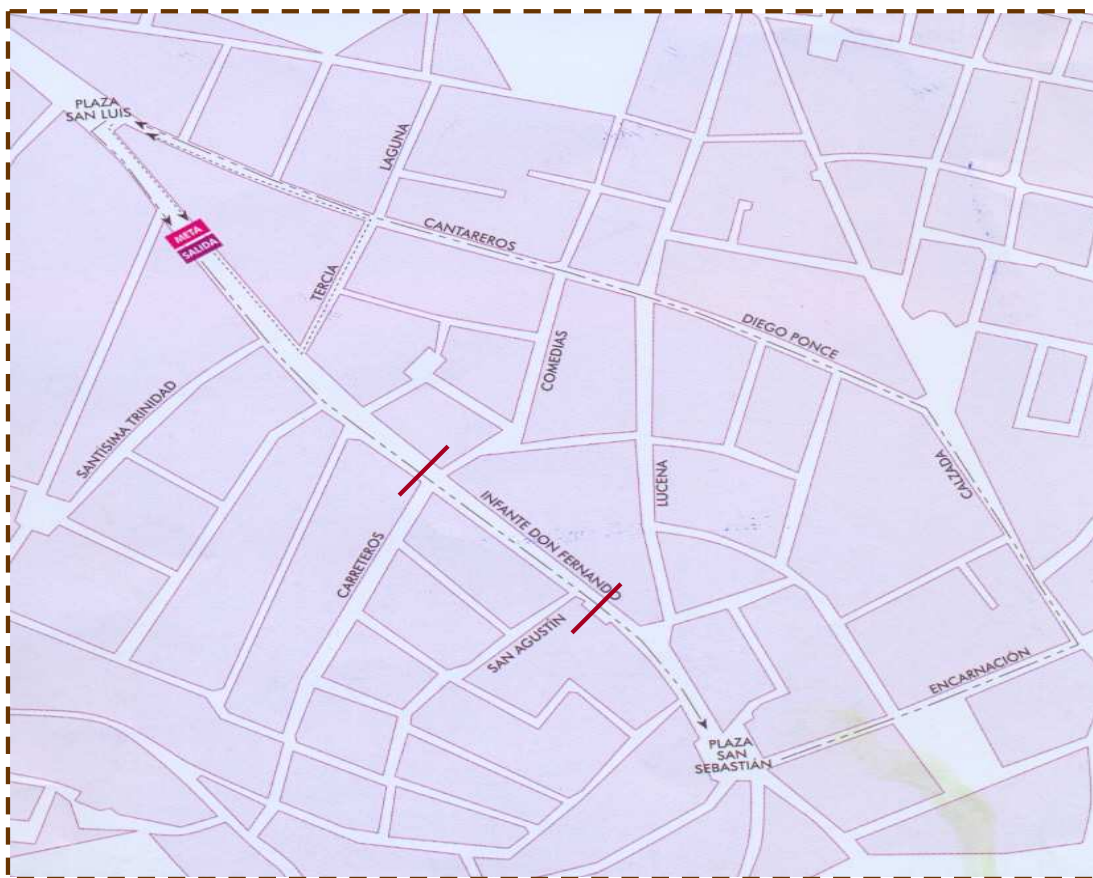 PLAZA
SAN LUIS
LAGUNA
META
SALIDA
CANTAREROS
TERCIA
DIEGO PONCE
COMEDIAS
SANTÍSIMA TRINIDAD
CALZADA
LUCENA
INFANTE DON FERNANDO
CARRETEROS
SAN AGUSTÍN
ENCARNACIÓN
PLAZA
SAN
SEBASTIÁN